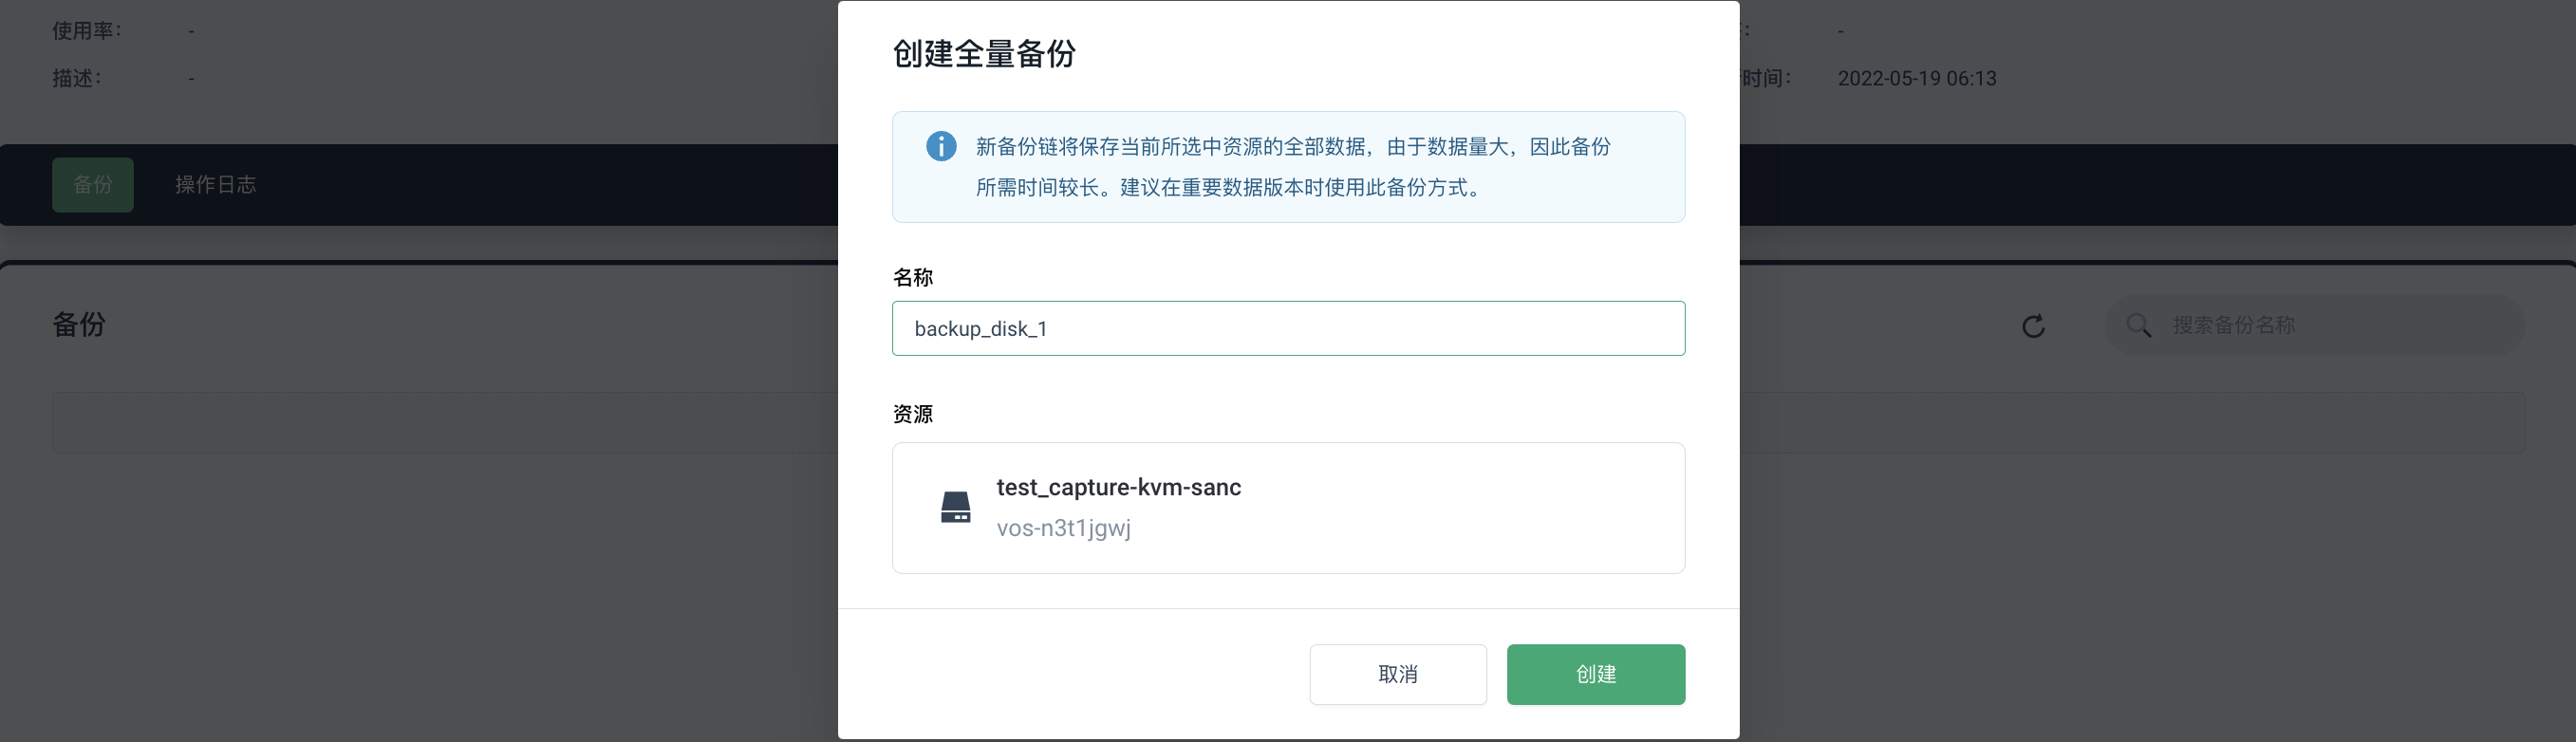 使用率： -
描述： -
: -
时间： 2022-05-19 06:13
备份 操作日志
备份
搜索备份名称
创建全量备份
新备份链将保存当前所选中资源的全部数据，由于数据量大，因此备份
所需时间较长。建议在重要数据版本时使用此备份方式。
名称
backup_disk_1
资源
test_capture-kvm-sanc
vos-n3t1jgwj
取消 创建